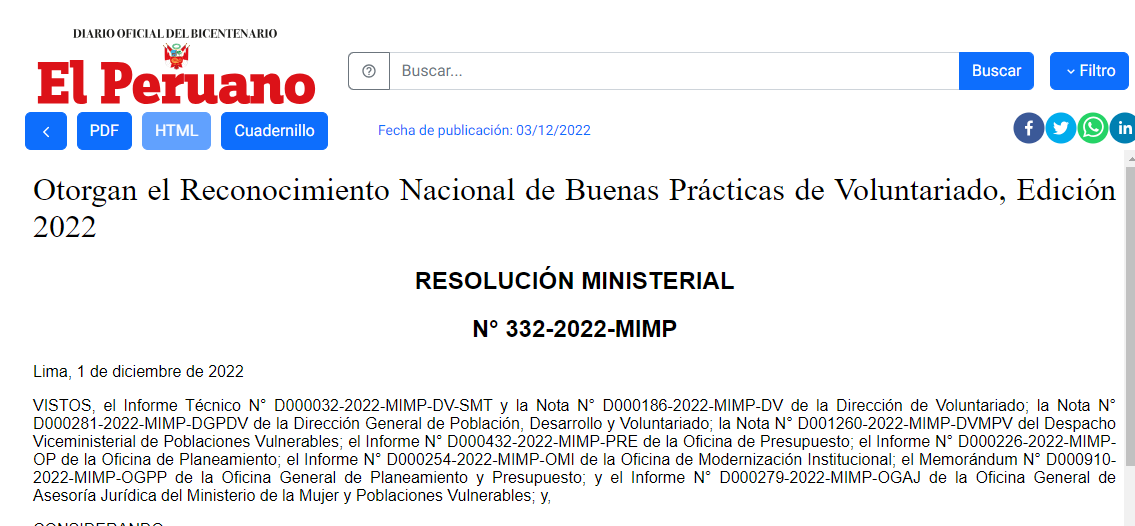 DIARIO OFICIAL DEL BICENTENARIO
El Peruano
Buscar...
Buscar
Filtro
PDF
HTML
Cuadernillo
Fecha de publicación: 03/12/2022
Otorgan el Reconocimiento Nacional de Buenas Prácticas de Voluntariado, Edición
2022
RESOLUCIÓN MINISTERIAL
N° 332-2022-MIMP
Lima, 1 de diciembre de 2022
VISTOS, el Informe Técnico N° D000032-2022-MIMP-DV-SMT y la Nota N° D000186-2022-MIMP-DV de la Dirección de Voluntariado; la Nota N°
D000281-2022-MIMP-DGPDV de la Dirección General de Población, Desarrollo y Voluntariado; la Nota N° D001260-2022-MIMP-DVMPV del Despacho
Viceministerial de Poblaciones Vulnerables; el Informe N° D000432-2022-MIMP-PRE de la Oficina de Presupuesto; el Informe N° D000226-2022-MIMP-
OP de la Oficina de Planeamiento; el Informe N° D000254-2022-MIMP-OMI de la Oficina de Modernización Institucional; el Memorándum N° D000910-
2022-MIMP-OGPP de la Oficina General de Planeamiento y Presupuesto; y el Informe N° D000279-2022-MIMP-OGAJ de la Oficina General de
Asesoría Jurídica del Ministerio de la Mujer y Poblaciones Vulnerables; y,